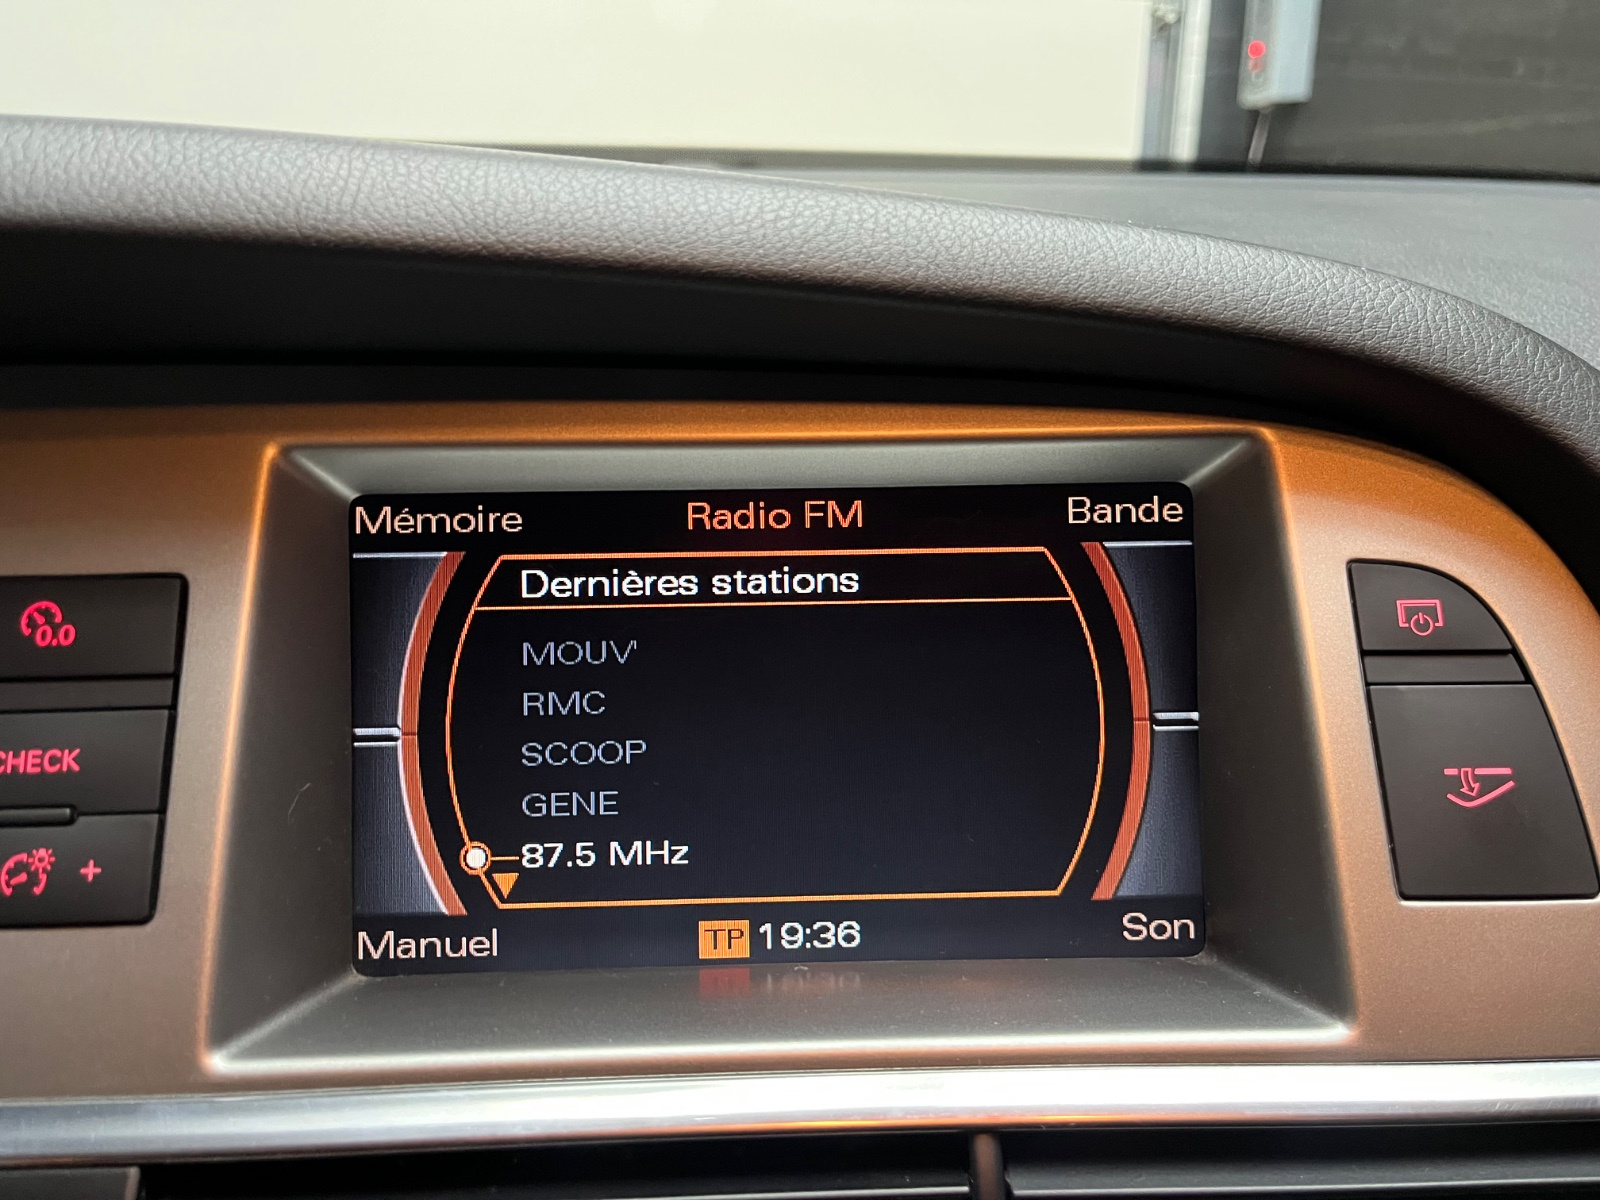 Mémoire Radio FM Bande
Dernières stations
MOUV'
RMC
SCOOP
GENE
87.5 MHz
Manuel TP 19:36 Son
0.0
CHECK
+